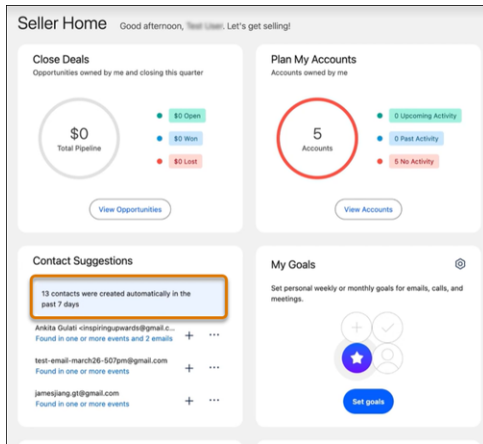 Seller Home
Good afternoon, Test User. Let's get selling!
Close Deals
Opportunities owned by me and closing this quarter
$0
Total Pipeline
$0 Open
$0 Won
$0 Lost
View Opportunities
Plan My Accounts
Accounts owned by me
5
Accounts
0 Upcoming Activity
0 Past Activity
5 No Activity
View Accounts
Contact Suggestions
13 contacts were created automatically in the
past 7 days
Ankita Gulati <inspiringupwards@gmail.c...
Found in one or more events and 2 emails
test-email-march26-507pm@gmail.com
Found in one or more events
jamesjiang.gt@gmail.com
Found in one or more events
My Goals
Set personal weekly or monthly goals for emails, calls, and
meetings.
Set goals